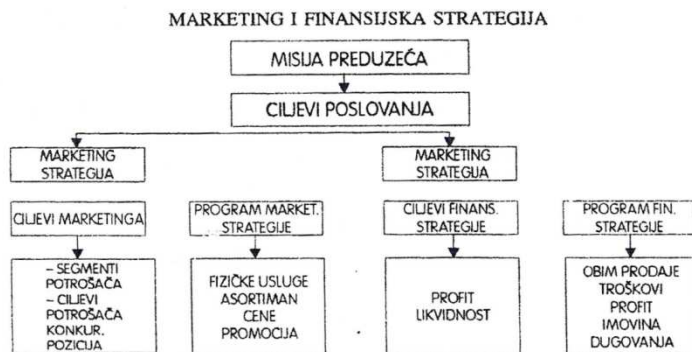 MARKETING I FINANSIJSKA STRATEGIJA
MISIJA PREDUZEĆA
CILJEVI POSLOVANJA
MARKETING
STRATEGIJA
MARKETING
STRATEGIJA
CILJEVI MARKETINGA
PROGRAM MARKET.
STRATEGIJE
CILJEVI FINANS.
STRATEGIJE
PROGRAM FIN.
STRATEGIJE
– SEGMENTI
POTROŠAČA
– CILJEVI
POTROŠAČA
KONKUR.
POZICIJA
FIZIČKE USLUGE
ASORTIMAN
CENE
PROMOCIJA
PROFIT
LIKVIDNOST
OBIM PRODAJE
TROŠKOVI
PROFIT
IMOVINA
DUGOVANJA